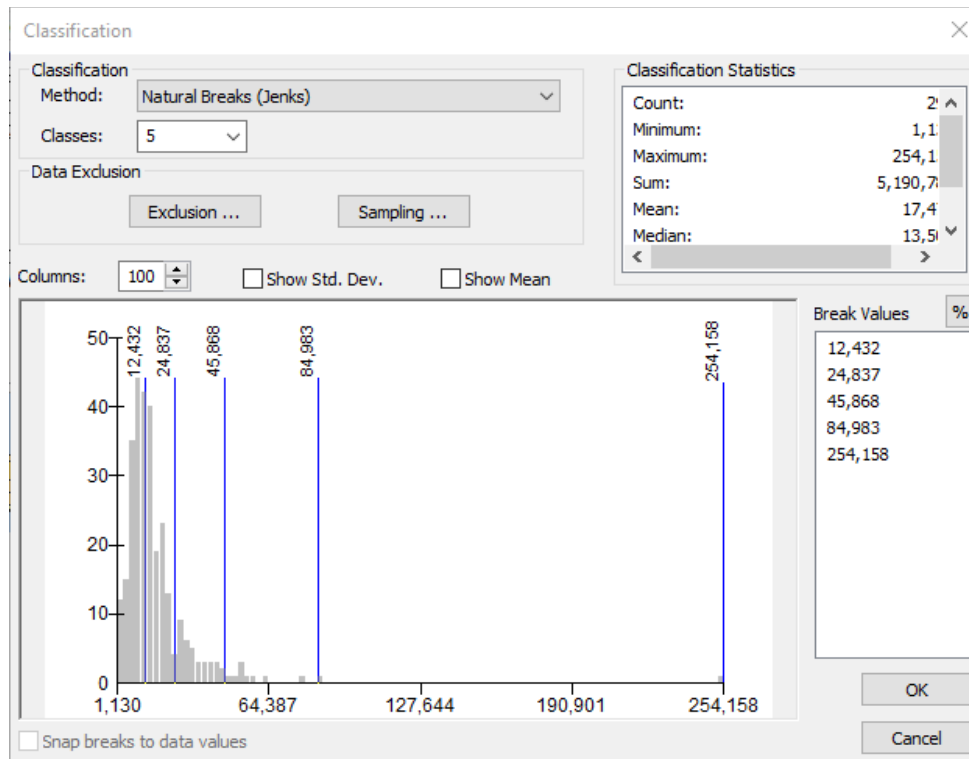 Classification
Classification
Method: Natural Breaks (Jenks)
Classes: 5
Data Exclusion
Exclusion ...
Sampling ...
Classification Statistics
Count:
Minimum:
Maximum:
Sum:
Mean:
Median:
Columns: 100
Show Std. Dev.
Show Mean
Break Values
%
12,432
24,837
45,868
84,983
254,158
50
40
30
20
10
0
12,432
24,837
45,868
84,983
254,158
1,130
64,387
127,644
190,901
254,158
Snap breaks to data values
OK
Cancel